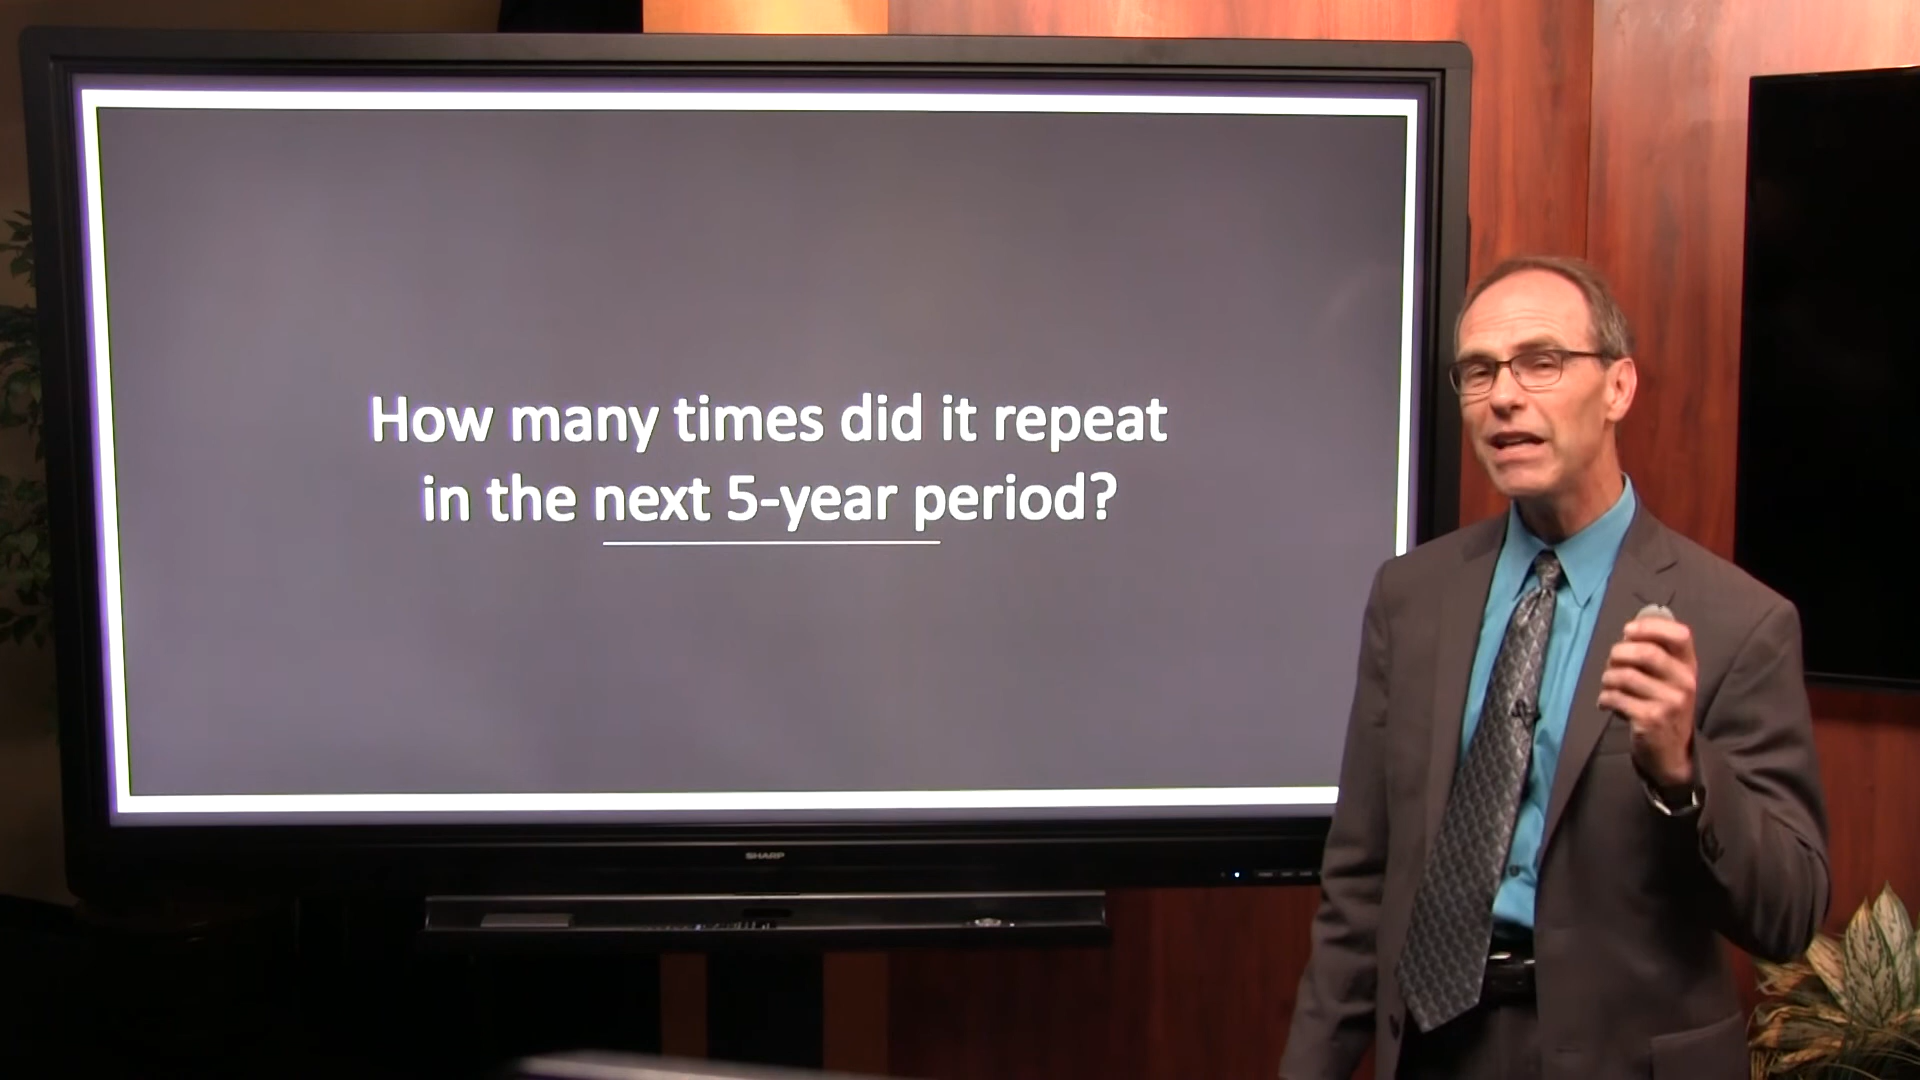 How many times did it repeat
in the next 5-year period?
SHARP